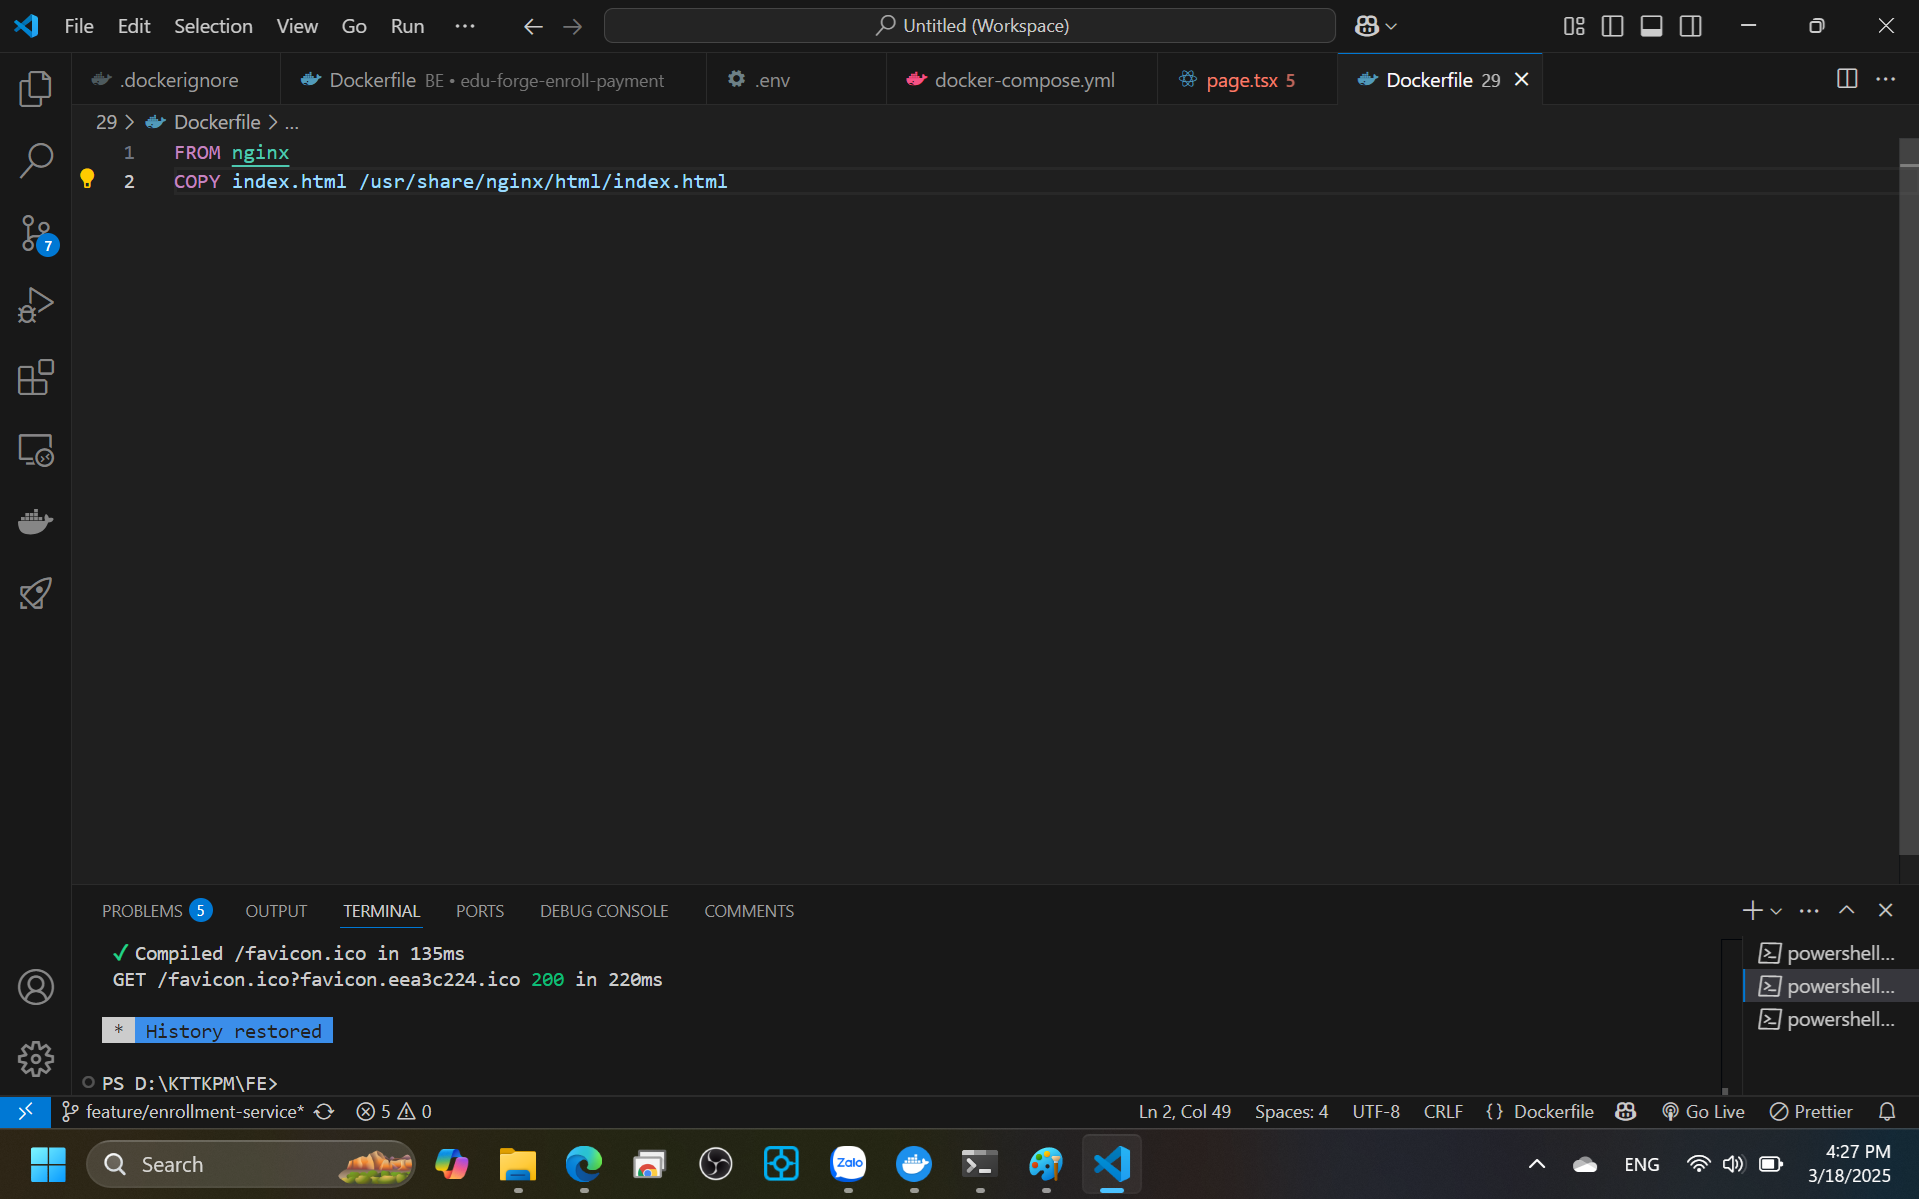 File Edit Selection View Go Run ··· Untitled (Workspace)
.dockerignore Dockerfile BE • edu-forge-enroll-payment .env docker-compose.yml page.tsx 5 Dockerfile 29
29 > Dockerfile > ...
1 FROM nginx
2 COPY index.html /usr/share/nginx/html/index.html
7
PROBLEMS 5 OUTPUT TERMINAL PORTS DEBUG CONSOLE COMMENTS
✓ Compiled /favicon.ico in 135ms
GET /favicon.ico?favicon.eea3c224.ico 200 in 220ms
* History restored
PS D:\KTTKPM\FE>
powershell...
powershell...
powershell...
feature/enrollment-service* 5 0 Ln 2, Col 49 Spaces: 4 UTF-8 CRLF {} Dockerfile Go Live Prettier
Search Zalo ENG 4:27 PM
3/18/2025